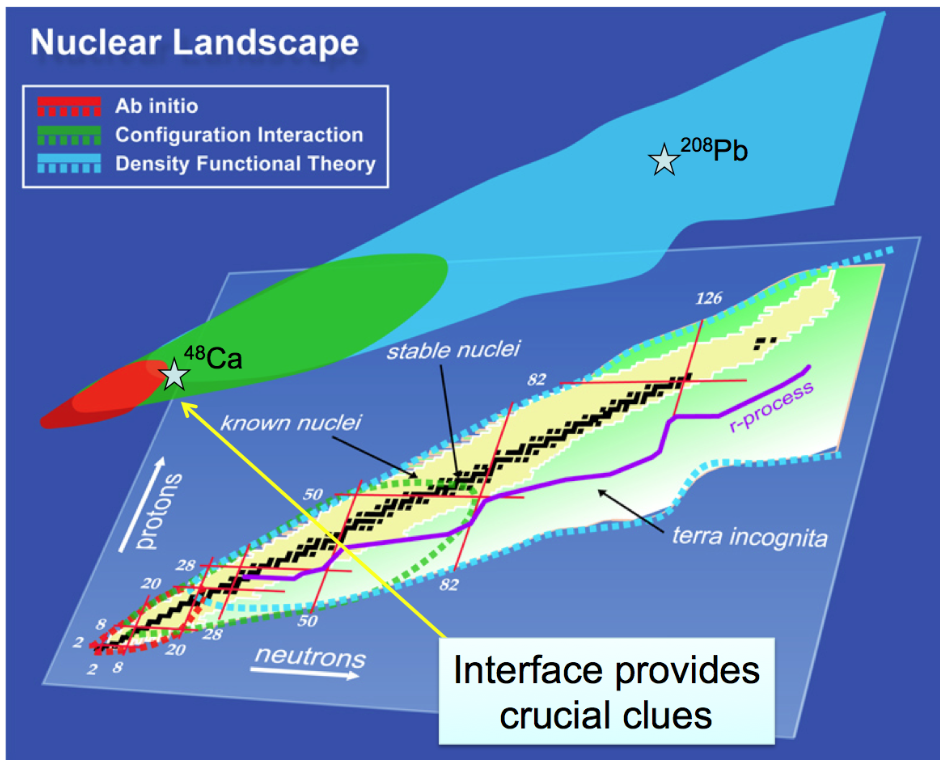 Nuclear Landscape
Ab initio
Configuration Interaction
Density Functional Theory
208Pb
48Ca
126
stable nuclei
82
known nuclei
r-process
50
protons
terra incognita
28
82
20
50
8
28
2
20
2
8
neutrons
Interface provides
crucial clues